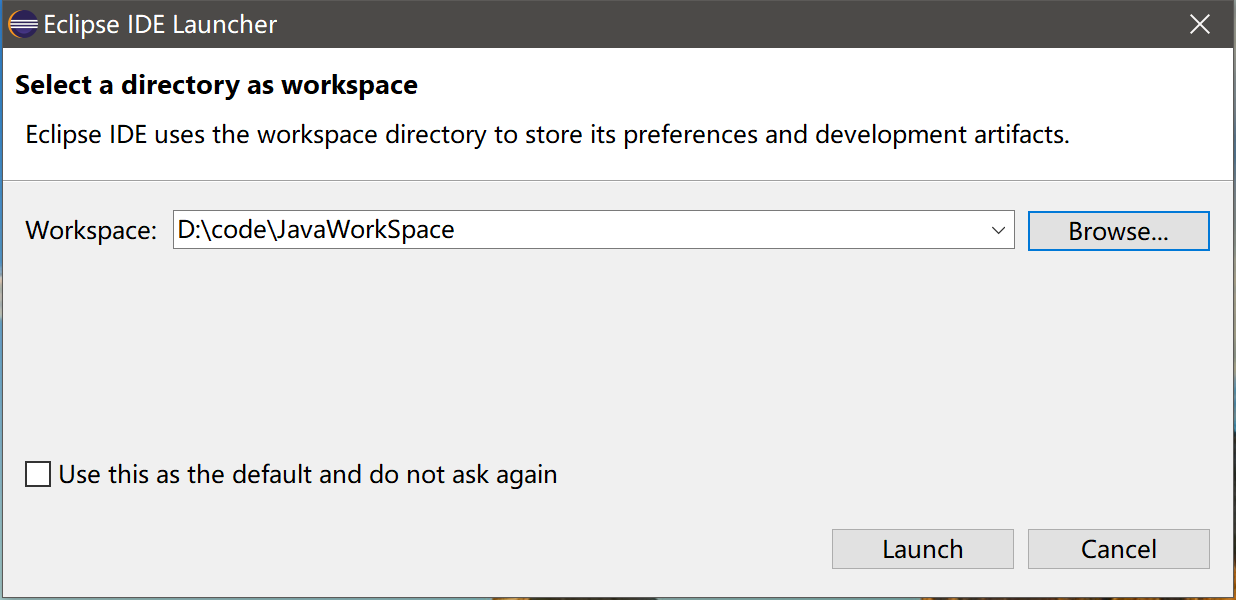 Eclipse IDE Launcher
Select a directory as workspace
Eclipse IDE uses the workspace directory to store its preferences and development artifacts.
Workspace: D:\code\JavaWorkSpace Browse...
Use this as the default and do not ask again
Launch Cancel